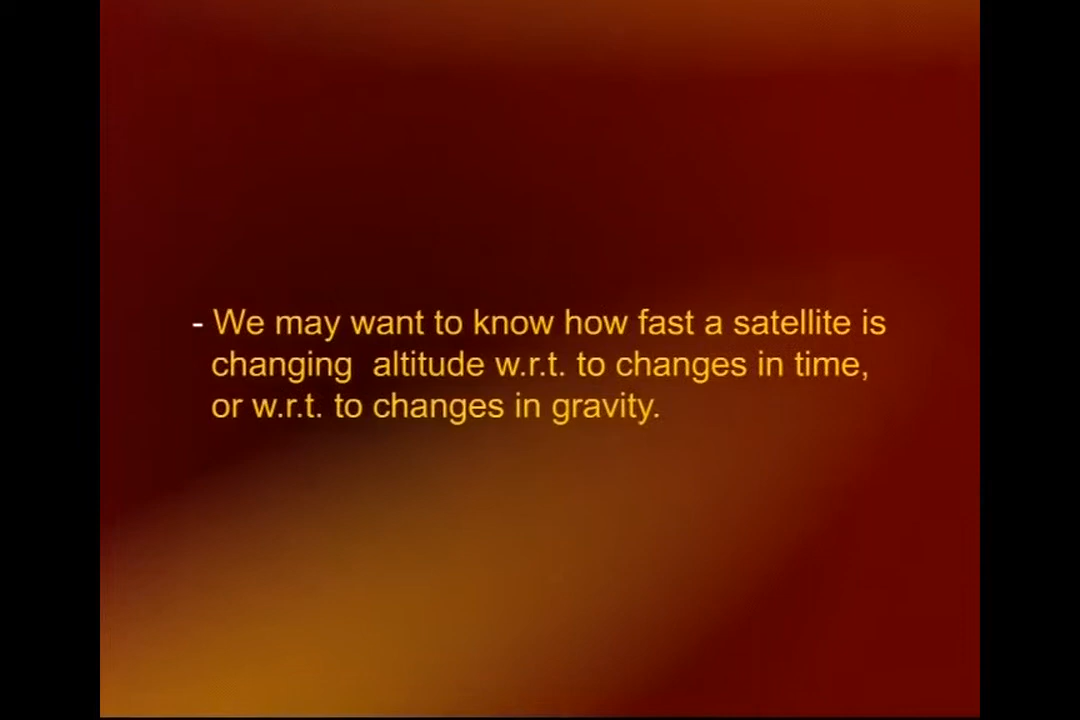 - We may want to know how fast a satellite is
changing  altitude w.r.t. to changes in time,
or w.r.t. to changes in gravity.